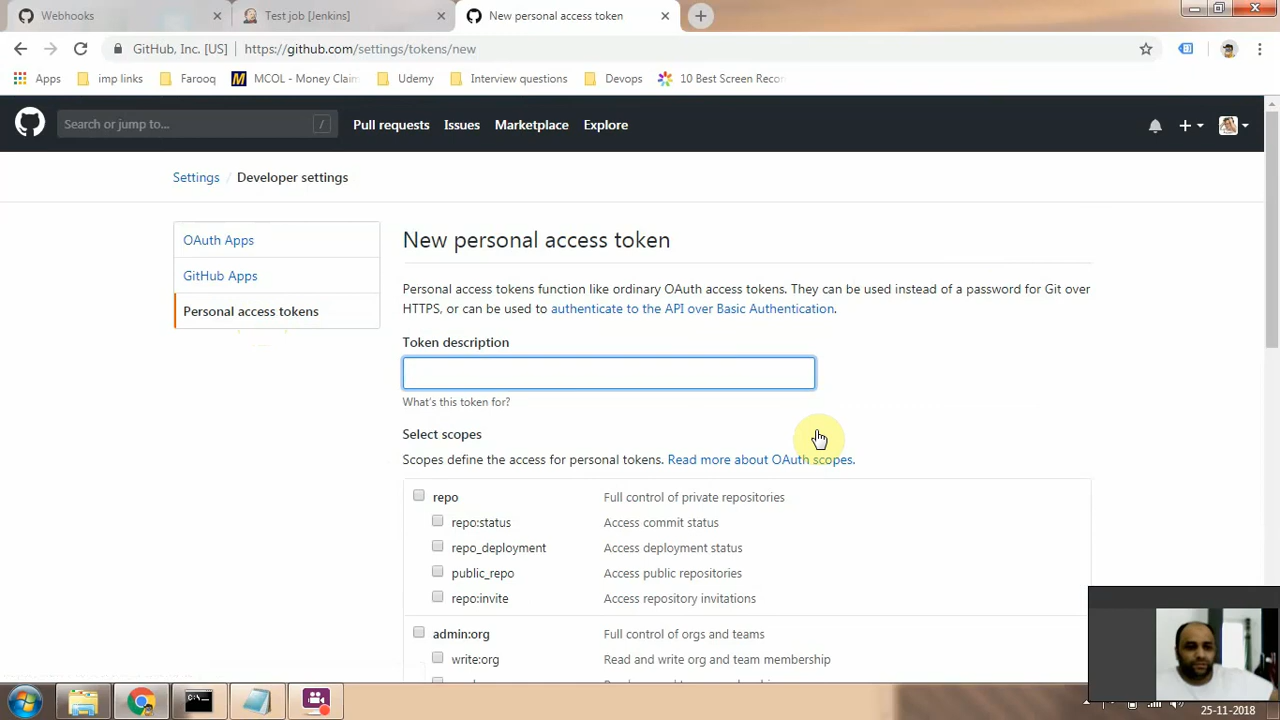 Webhooks
Test job [Jenkins]
New personal access token
GitHub, Inc. [US]
https://github.com/settings/tokens/new
Apps
imp links
Farooq
MCOL - Money Clain
Udemy
Interview questions
Devops
10 Best Screen Recor
Search or jump to...
/
Pull requests
Issues
Marketplace
Explore
Settings / Developer settings
OAuth Apps
GitHub Apps
Personal access tokens
New personal access token
Personal access tokens function like ordinary OAuth access tokens. They can be used instead of a password for Git over
HTTPS, or can be used to authenticate to the API over Basic Authentication.
Token description
What's this token for?
Select scopes
Scopes define the access for personal tokens. Read more about OAuth scopes.
repo Full control of private repositories
repo:status Access commit status
repo_deployment Access deployment status
public_repo Access public repositories
repo:invite Access repository invitations
admin:org Full control of orgs and teams
write:org Read and write org and team membership
25-11-2018